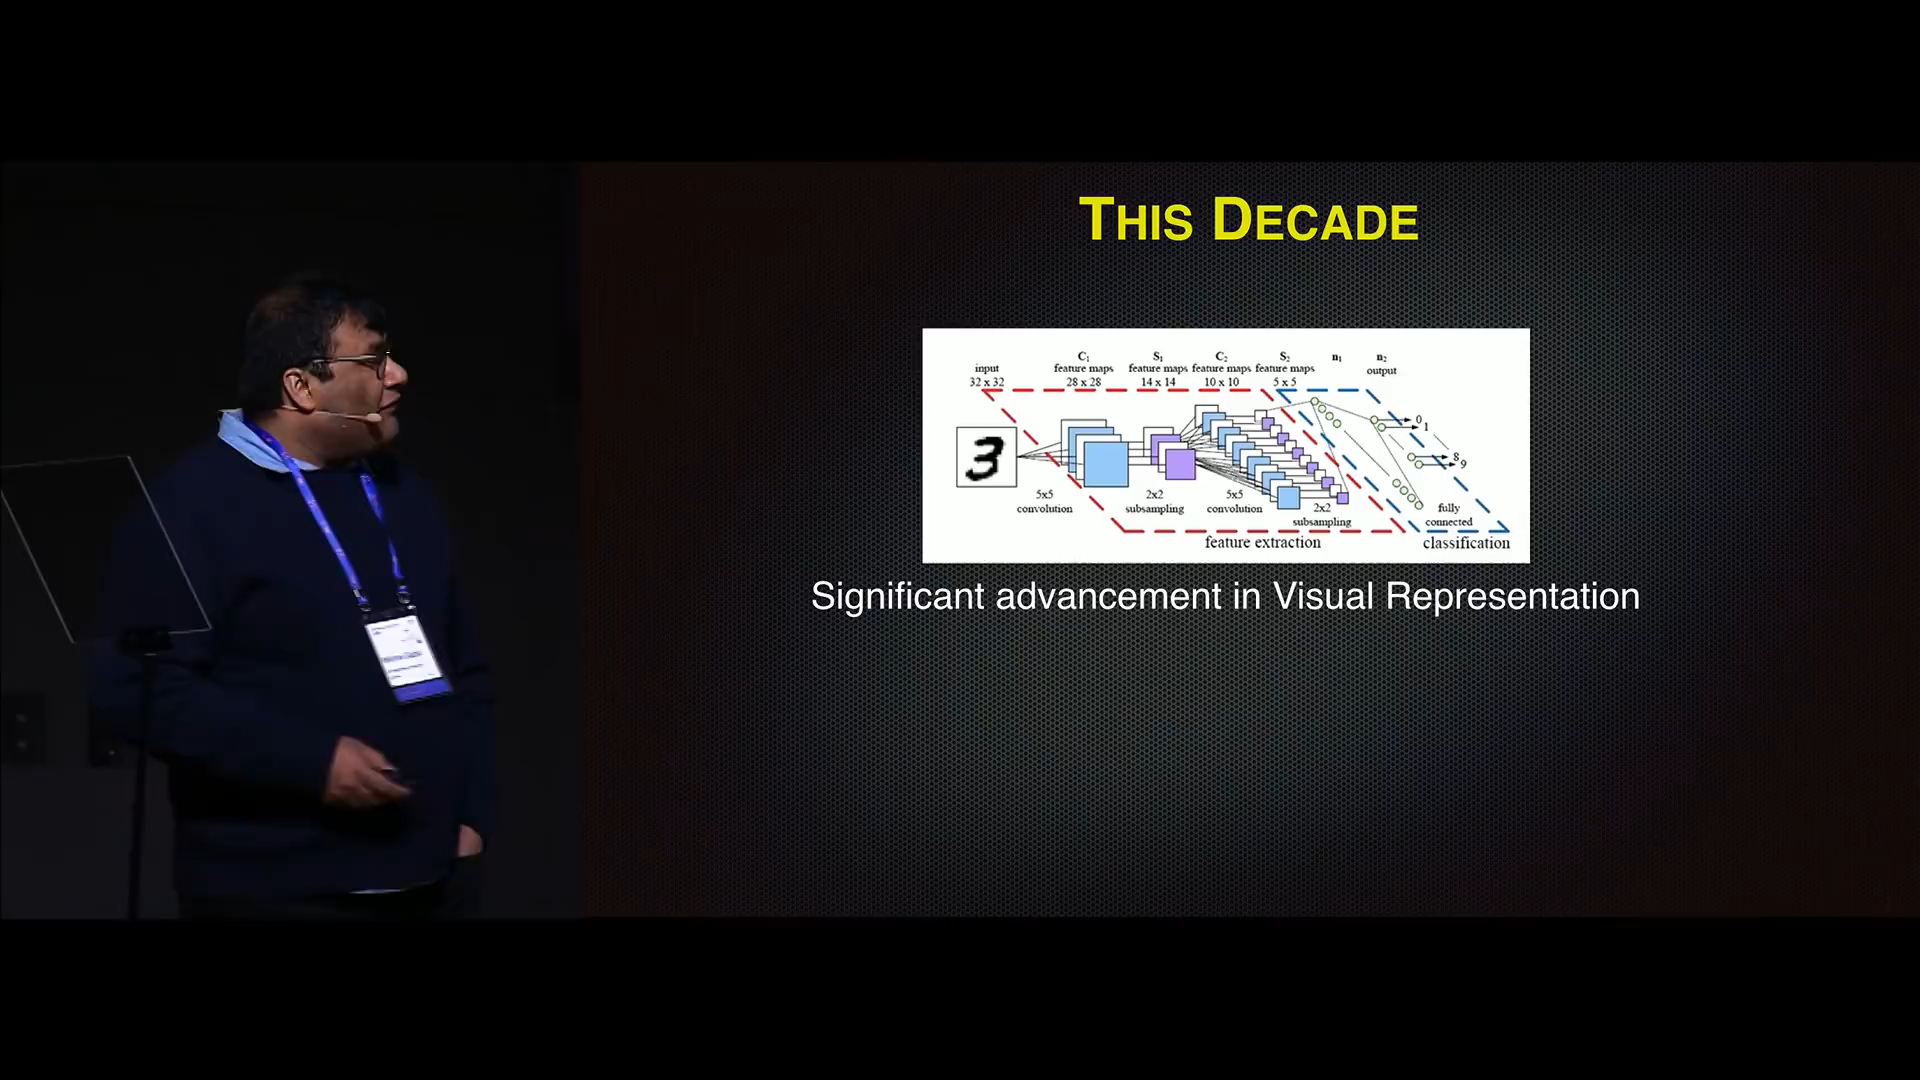 THIS DECADE
input
32 x 32
C1
feature maps
28 x 28
S1
feature maps
14 x 14
C2
feature maps
10 x 10
S2
feature maps
5 x 5
n1
n2
output
3
0
1
8
9
5x5
convolution
2x2
subsampling
5x5
convolution
2x2
subsampling
fully
connected
feature extraction
classification
Significant advancement in Visual Representation